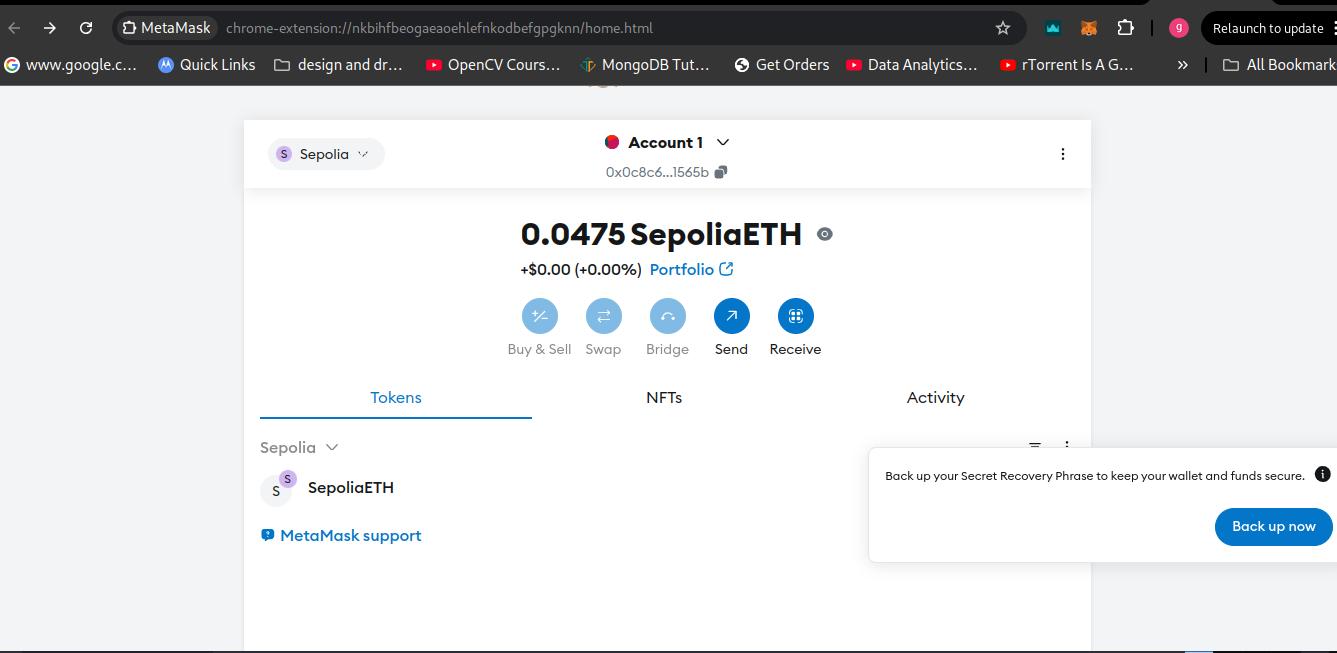 MetaMask chrome-extension://nkbihfbeogaeaoehlefnkodbefgpgknn/home.html g Relaunch to update
www.google.c... Quick Links design and dr... OpenCV Cours... MongoDB Tut... Get Orders Data Analytics... rTorrent Is A G... » All Bookmark
S Sepolia
Account 1
0x0c8c6...1565b
0.0475 SepoliaETH
+$0.00 (+0.00%) Portfolio
Buy & Sell Swap Bridge Send Receive
Tokens NFTs Activity
Sepolia
S S SepoliaETH
MetaMask support
Back up your Secret Recovery Phrase to keep your wallet and funds secure.
Back up now